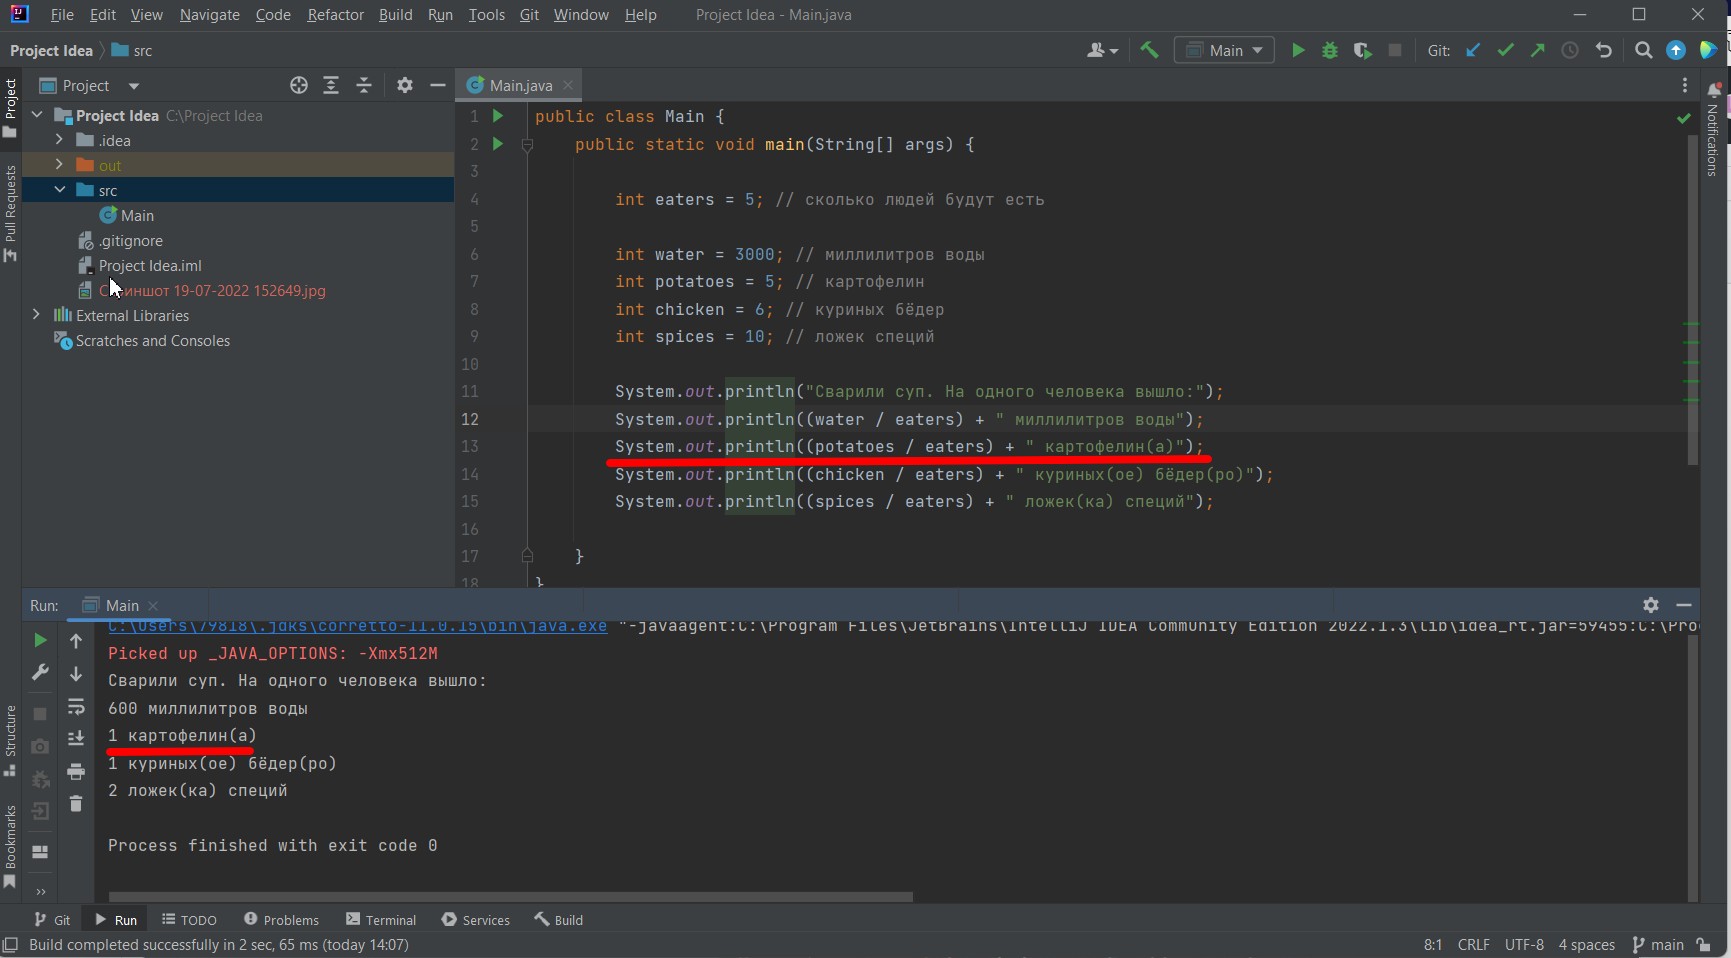 File Edit View Navigate Code Refactor Build Run Tools Git Window Help Project Idea - Main.java
Project Idea src Main Git:
Project
Main.java
Project
Pull Requests
Structure
Bookmarks
Notifications
Project Idea C:\Project Idea
.idea
out
src
Main
.gitignore
Project Idea.iml
19-07-2022 152649.jpg
External Libraries
Scratches and Consoles
1 public class Main {
2 public static void main(String[] args) {
3
4 int eaters = 5; // сколько людей будут есть
5
6 int water = 3000; // миллилитров воды
7 int potatoes = 5; // картофелин
8 int chicken = 6; // куриных бёдер
9 int spices = 10; // ложек специй
10
11 System.out.println("Сварили суп. На одного человека вышло:");
12 System.out.println((water / eaters) + " миллилитров воды");
13 System.out.println((potatoes / eaters) + " картофелин(а)");
14 System.out.println((chicken / eaters) + " куриных(ое) бёдер(ро)");
15 System.out.println((spices / eaters) + " ложек(ка) специй");
16
17 }
18 }
Run: Main
C:\Users\79818\.jdks\corretto-11.0.15\bin\java.exe "-javaagent:C:\Program Files\JetBrains\IntelliJ IDEA Community Edition 2022.1.3\lib\idea_rt.jar=59455:C:\Pro
Picked up _JAVA_OPTIONS: -Xmx512M
Сварили суп. На одного человека вышло:
600 миллилитров воды
1 картофелин(а)
1 куриных(ое) бёдер(ро)
2 ложек(ка) специй
Process finished with exit code 0
Git Run TODO Problems Terminal Services Build
Build completed successfully in 2 sec, 65 ms (today 14:07) 8:1 CRLF UTF-8 4 spaces main